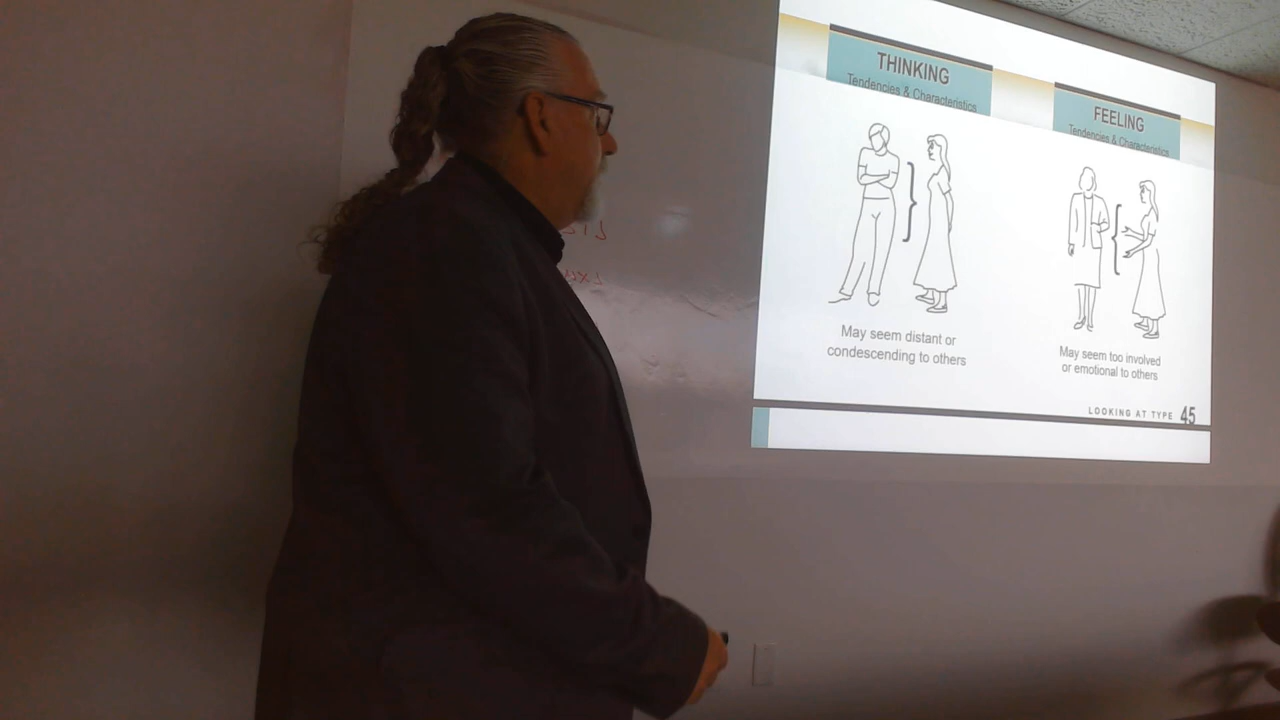 THINKING
Tendencies & Characteristics
May seem distant or
condescending to others
FEELING
Tendencies & Characteristics
May seem too involved
or emotional to others
LOOKING AT TYPE 45